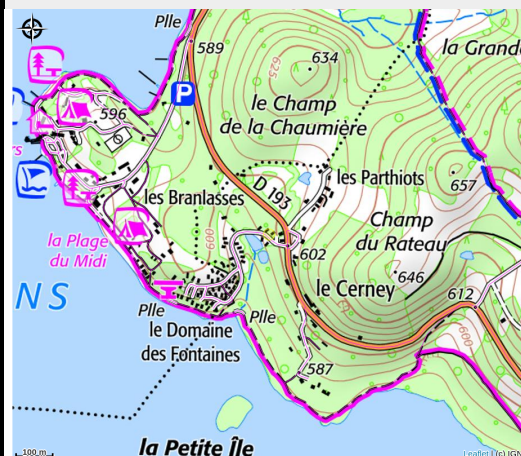 Plle
589
634
la Grand
625
P
596
le Champ
de la Chaumière
rs
D 193
les Parthiots
657
les Branlasses
Champ
du Rateau
la Plage
du Midi
609
602
646
N S
le Cerney
612
Plle
Plle
le Domaine
des Fontaines
600
587
la Petite Île
100 m
Leaflet | (c) IGN